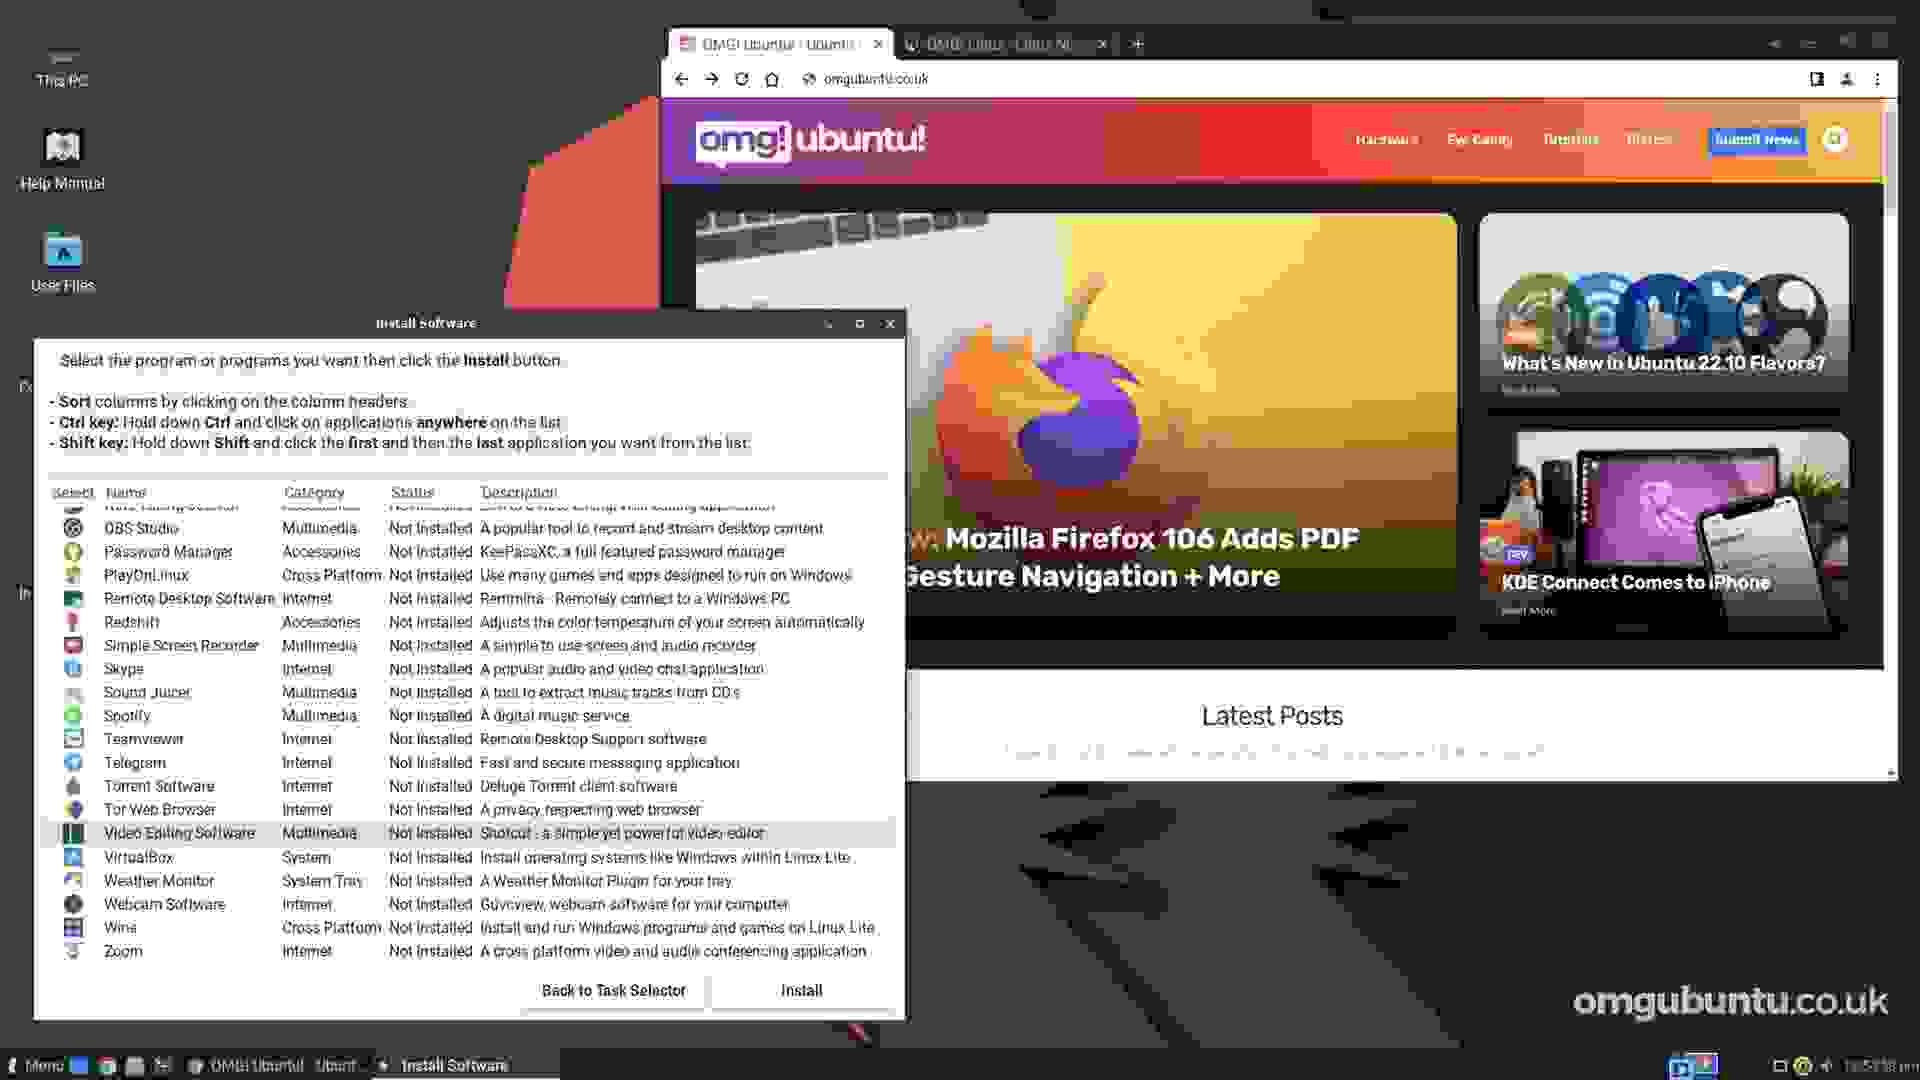 This PC
Help Manual
User Files
OMG! Ubuntu! - Ubuntu
OMG! Linux - Linux
omgubuntu.co.uk
omg! ubuntu!
Hardware Eye Candy Tutorials Submit News
What's New in Ubuntu 22.10 Flavors?
Mozilla Firefox 106 Adds PDF
Gesture Navigation + More
KDE Connect Comes to iPhone
Read More
Latest Posts
Install Software
Select the program or programs you want then click the Install button.
- Sort columns by clicking on the column headers.
- Ctrl key: Hold down Ctrl and click on applications anywhere on the list.
- Shift key: Hold down Shift and click the first and then the last application you want from the list.
Select Name Category Status Description
OBS Studio Multimedia Not Installed A popular tool to record and stream desktop content
Password Manager Accessories Not Installed KeePassXC, a full featured password manager
PlayOnLinux Cross Platform Not Installed Use many games and apps designed to run on Windows
Remote Desktop Software Internet Not Installed Remmina - Remotely connect to a Windows PC
Redshift Accessories Not Installed Adjusts the color temperature of your screen automatically
Simple Screen Recorder Multimedia Not Installed A simple to use screen and audio recorder
Skype Internet Not Installed A popular audio and video chat application
Sound Juicer Multimedia Not Installed A tool to extract music tracks from CD's
Spotify Multimedia Not Installed A digital music service
Teamviewer Internet Not Installed Remote Desktop Support software
Telegram Internet Not Installed Fast and secure messaging application
Torrent Software Internet Not Installed Deluge Torrent client software
Tor Web Browser Internet Not Installed A privacy respecting web browser
Video Editing Software Multimedia Not Installed Shotcut - a simple yet powerful video editor
VirtualBox System Not Installed Install operating systems like Windows within Linux Lite
Weather Monitor System Tray Not Installed A Weather Monitor Plugin for your tray
Webcam Software Internet Not Installed Guvcview, webcam software for your computer
Wine Cross Platform Not Installed Install and run Windows programs and games on Linux Lite
Zoom Internet Not Installed A cross platform video and audio conferencing application
Back to Task Selector Install
omgubuntu.co.uk
Menu OMG! Ubuntu! - Ubunt Install Software